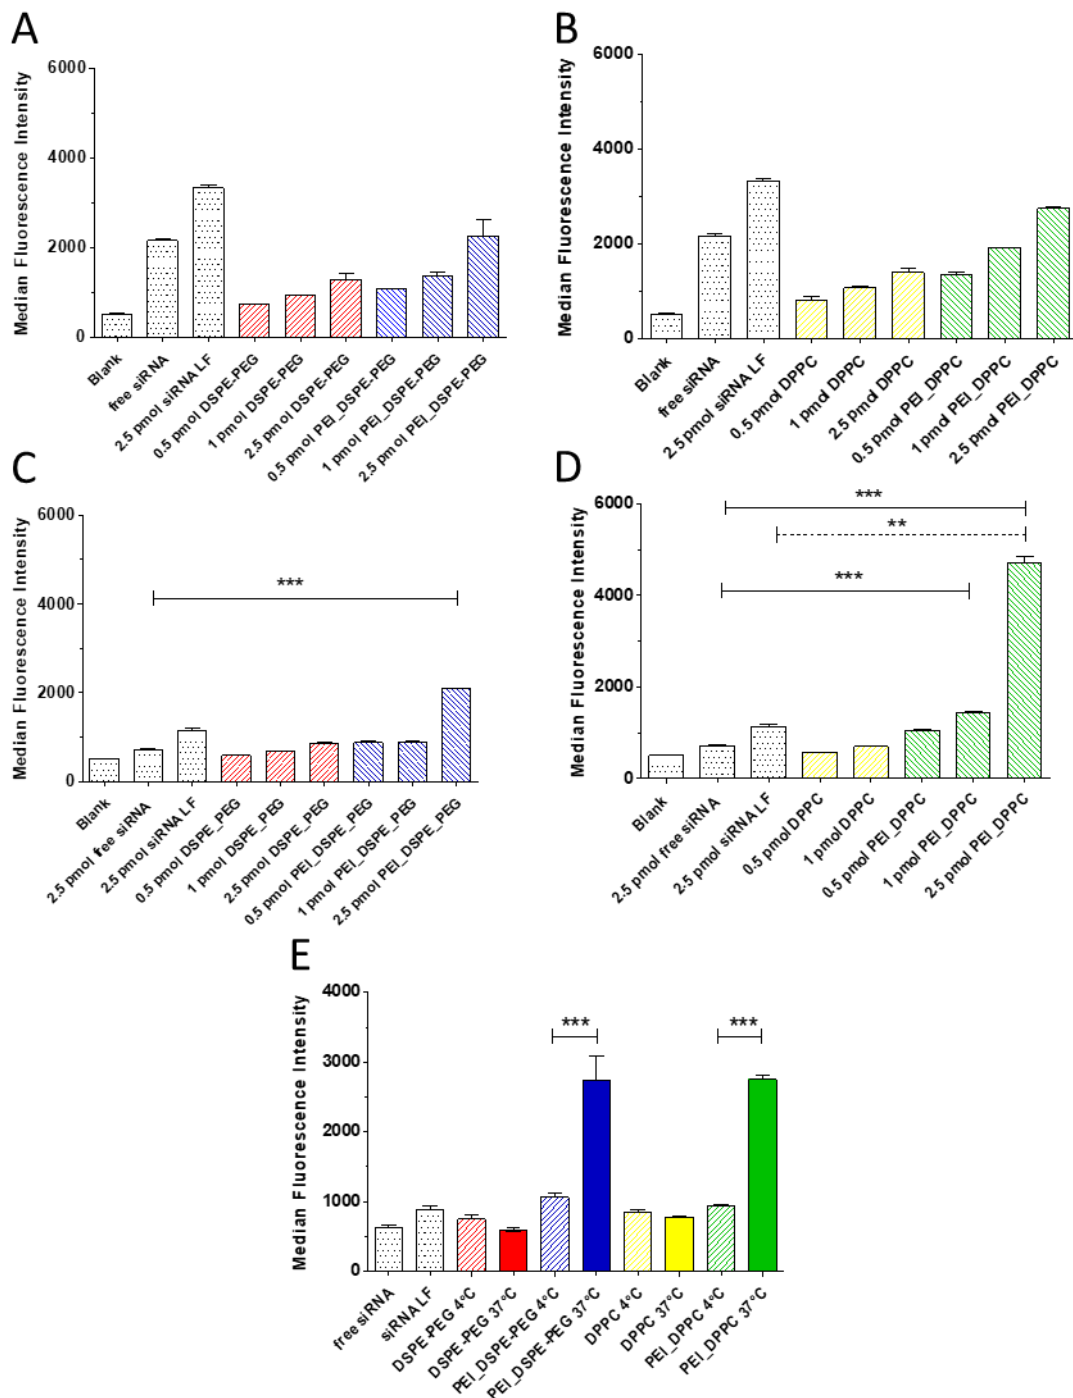 A
Median Fluorescence Intensity
6000
4000
2000
0
Blank
free siRNA
2.5 pmol siRNA LF
0.5 pmol DSPE-PEG
1 pmol DSPE-PEG
2.5 pmol DSPE-PEG
0.5 pmol PEI_DSPE-PEG
1 pmol PEI_DSPE-PEG
2.5 pmol PEI_DSPE-PEG
B
Median Fluorescence Intensity
6000
4000
2000
0
Blank
free siRNA
2.5 pmol siRNA LF
0.5 pmol DPPC
1 pmol DPPC
2.5 pmol DPPC
0.5 pmol PEI_DPPC
1 pmol PEI_DPPC
2.5 pmol PEI_DPPC
C
Median Fluorescence Intensity
6000
4000
2000
0
***
Blank
2.5 pmol free siRNA
2.5 pmol siRNA LF
0.5 pmol DSPE_PEG
1 pmol DSPE_PEG
2.5 pmol DSPE_PEG
0.5 pmol PEI_DSPE_PEG
1 pmol PEI_DSPE_PEG
2.5 pmol PEI_DSPE_PEG
D
Median Fluorescence Intensity
6000
4000
2000
0
***
**
***
Blank
2.5 pmol free siRNA
2.5 pmol siRNA LF
0.5 pmol DPPC
1 pmol DPPC
0.5 pmol PEI_DPPC
1 pmol PEI_DPPC
2.5 pmol PEI_DPPC
E
Median Fluorescence Intensity
4000
3000
2000
1000
0
***
***
free siRNA
siRNA LF
DSPE-PEG 4°C
DSPE-PEG 37°C
PEI_DSPE-PEG 4°C
PEI_DSPE-PEG 37°C
DPPC 4°C
DPPC 37°C
PEI_DPPC 4°C
PEI_DPPC 37°C